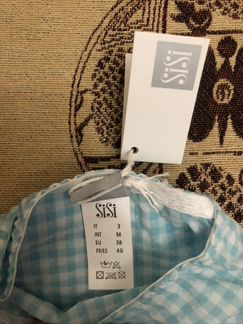 SiSi
SiSi
IT 3
INT M
EU 38
FR/ES 40